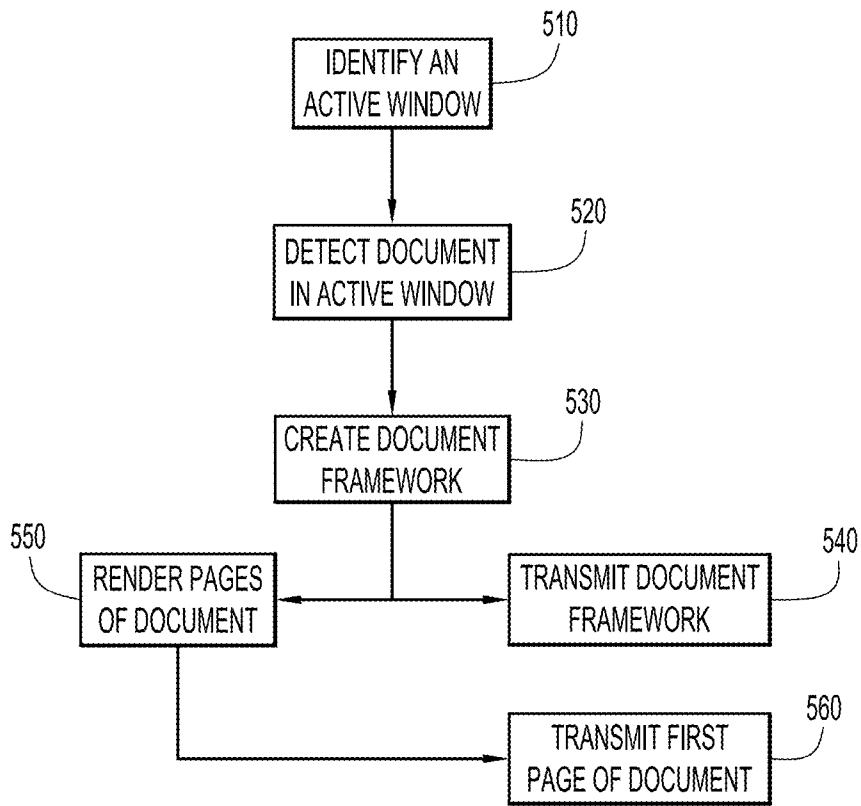 510
IDENTIFY AN
ACTIVE WINDOW
520
DETECT DOCUMENT
IN ACTIVE WINDOW
530
CREATE DOCUMENT
FRAMEWORK
550
RENDER PAGES
OF DOCUMENT
540
TRANSMIT DOCUMENT
FRAMEWORK
560
TRANSMIT FIRST
PAGE OF DOCUMENT